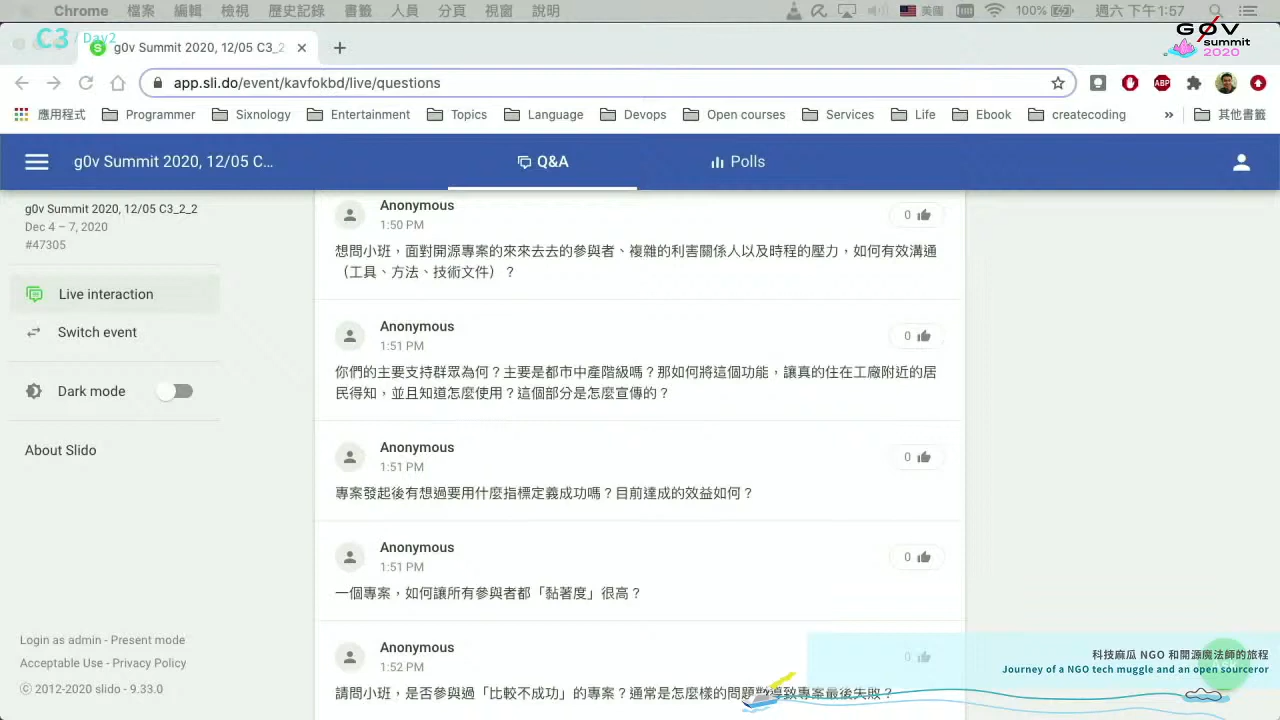 Chrome 檔案 編輯 檢視 歷史記錄 書籤 人員 分頁 視窗 說明 美國 100% 週六 下午 1:57
C3 / Day2
g0v Summit 2020, 12/05 C3_2
G0V summit 2020
app.sli.do/event/kavfokbd/live/questions
ABP
應用程式 Programmer Sixnology Entertainment Topics Language Devops Open courses Services Life Ebook createcoding » 其他書籤
g0v Summit 2020, 12/05 C... Q&A Polls
g0v Summit 2020, 12/05 C3_2_2
Dec 4 – 7, 2020
#47305
Live interaction
Switch event
Dark mode
About Slido
Login as admin - Present mode
Acceptable Use - Privacy Policy
© 2012-2020 slido - 9.33.0
Anonymous
1:50 PM
0
想問小班，面對開源專案的來來去去的參與者、複雜的利害關係人以及時程的壓力，如何有效溝通
（工具、方法、技術文件）？
Anonymous
1:51 PM
0
你們的主要支持群眾為何？主要是都市中產階級嗎？那如何將這個功能，讓真的住在工廠附近的居
民得知，並且知道怎麼使用？這個部分是怎麼宣傳的？
Anonymous
1:51 PM
0
專案發起後有想過要用什麼指標定義成功嗎？目前達成的效益如何？
Anonymous
1:51 PM
0
一個專案，如何讓所有參與者都「黏著度」很高？
Anonymous
1:52 PM
0
請問小班，是否參與過「比較不成功」的專案？通常是怎麼樣的問題導致專案最後失敗？
科技麻瓜 NGO 和開源魔法師的旅程
Journey of a NGO tech muggle and an open sourceror